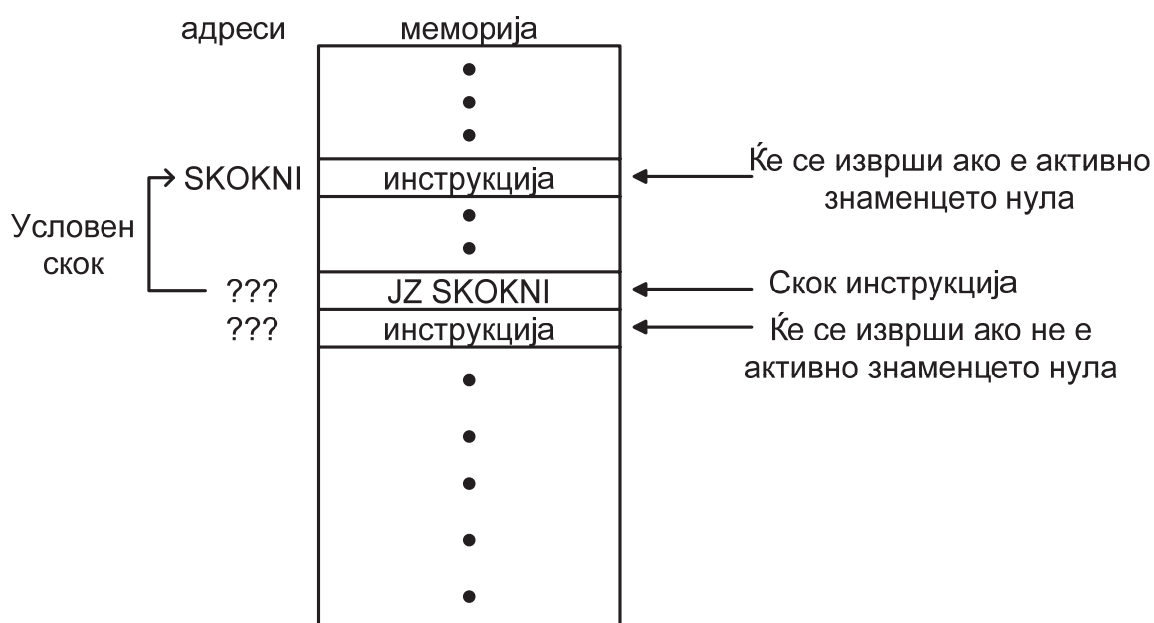 адреси
меморија
SKOKNI
инструкција
Ќе се изврши ако е активно
знаменцето нула
Условен
скок
???
JZ SKOKNI
Скок инструкција
???
инструкција
Ќе се изврши ако не е
активно знаменцето нула